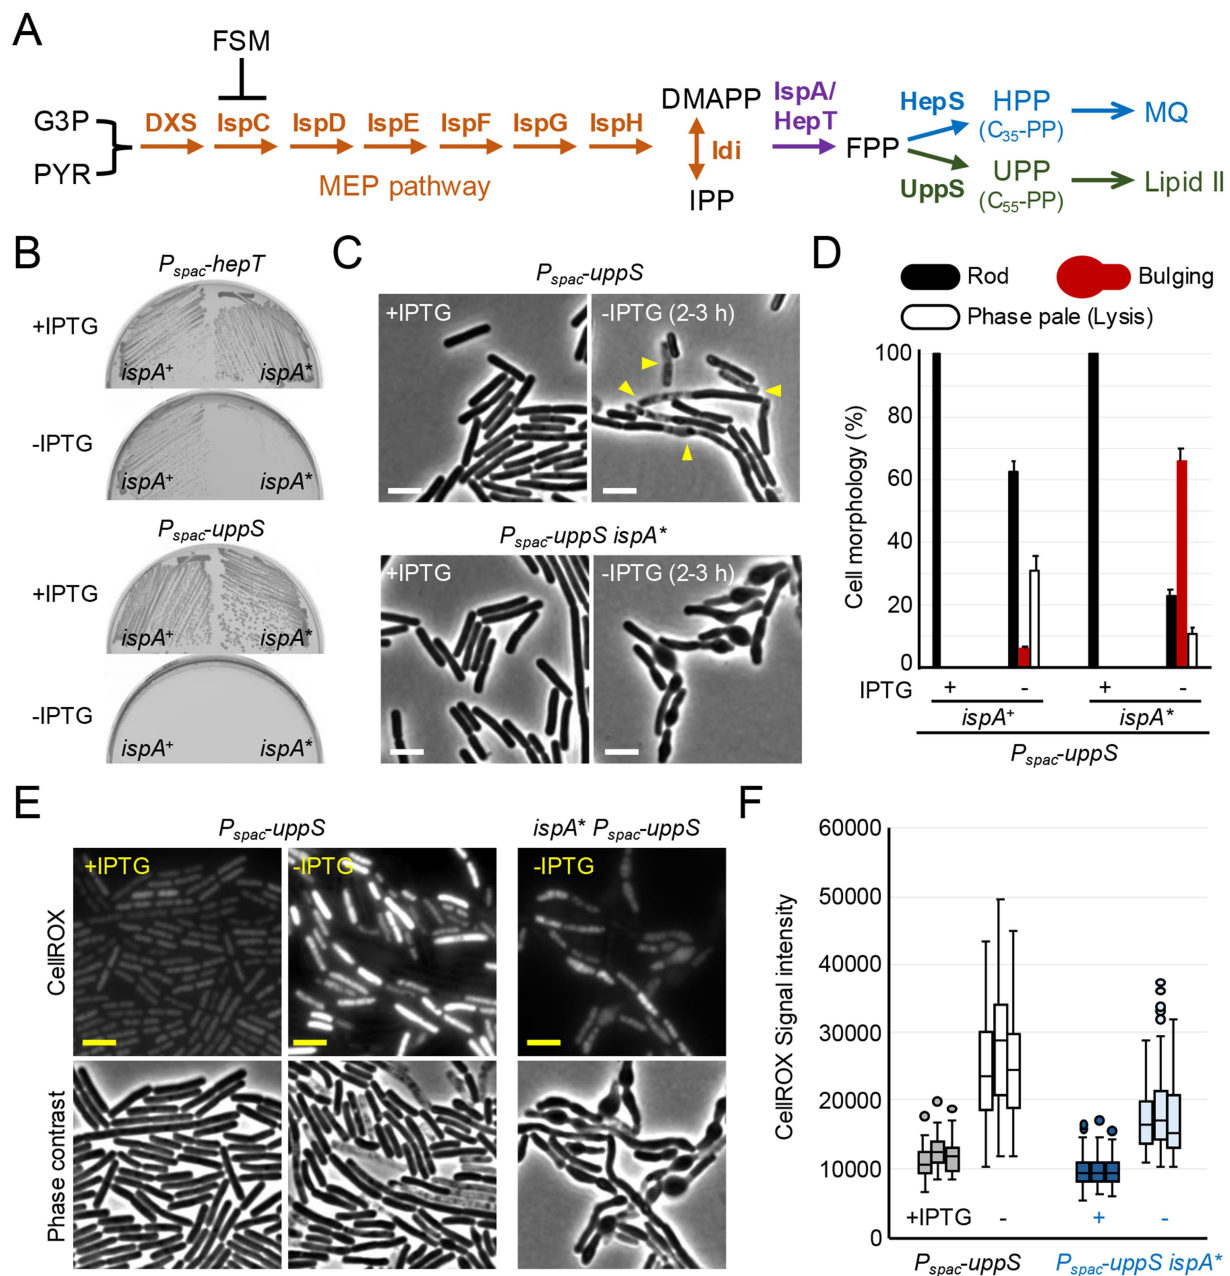 A
FSM
G3P
PYR
DXS
IspC
IspD
IspE
IspF
IspG
IspH
MEP pathway
DMAPP
Idi
IPP
IspA/
HepT
FPP
HepS
HPP
(C35-PP)
MQ
UppS
UPP
(C55-PP)
Lipid II
B
Pspac-hepT
+IPTG
ispA+
ispA*
-IPTG
ispA+
ispA*
Pspac-uppS
+IPTG
ispA+
ispA*
-IPTG
ispA+
ispA*
C
Pspac-uppS
+IPTG
-IPTG (2-3 h)
Pspac-uppS ispA*
+IPTG
-IPTG (2-3 h)
D
Rod
Bulging
Phase pale (Lysis)
Cell morphology (%)
100
80
60
40
20
0
IPTG + - + -
ispA+ ispA*
Pspac-uppS
E
Pspac-uppS
ispA* Pspac-uppS
CellROX
+IPTG
-IPTG
-IPTG
Phase contrast
F
CellROX Signal intensity
60000
50000
40000
30000
20000
10000
0
+IPTG - + -
Pspac-uppS Pspac-uppS ispA*